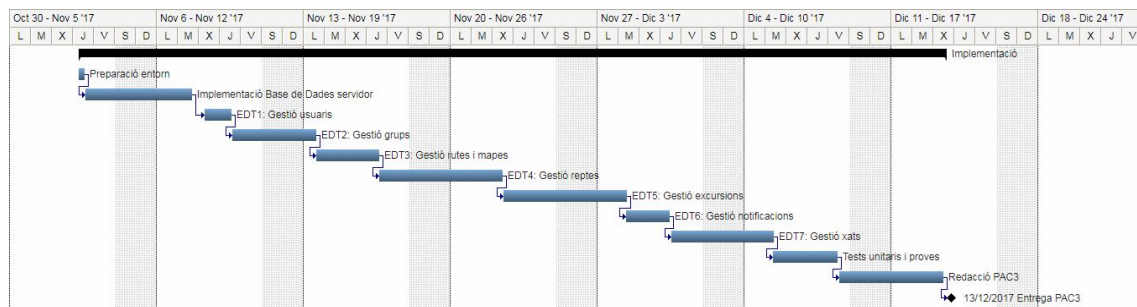 Oct 30 - Nov 5 '17 Nov 6 - Nov 12 '17 Nov 13 - Nov 19 '17 Nov 20 - Nov 26 '17 Nov 27 - Dic 3 '17 Dic 4 - Dic 10 '17 Dic 11 - Dic 17 '17 Dic 18 - Dic 24 '17
L M X J V S D L M X J V S D L M X J V S D L M X J V S D L M X J V S D L M X J V S D L M X J V S D L M X J V
Implementació
Preparació entorn
Implementació Base de Dades servidor
EDT1: Gestió usuaris
EDT2: Gestió grups
EDT3: Gestió rutes i mapes
EDT4: Gestió reptes
EDT5: Gestió excursions
EDT6: Gestió notificacions
EDT7: Gestió xats
Tests unitaris i proves
Redacció PAC3
13/12/2017 Entrega PAC3